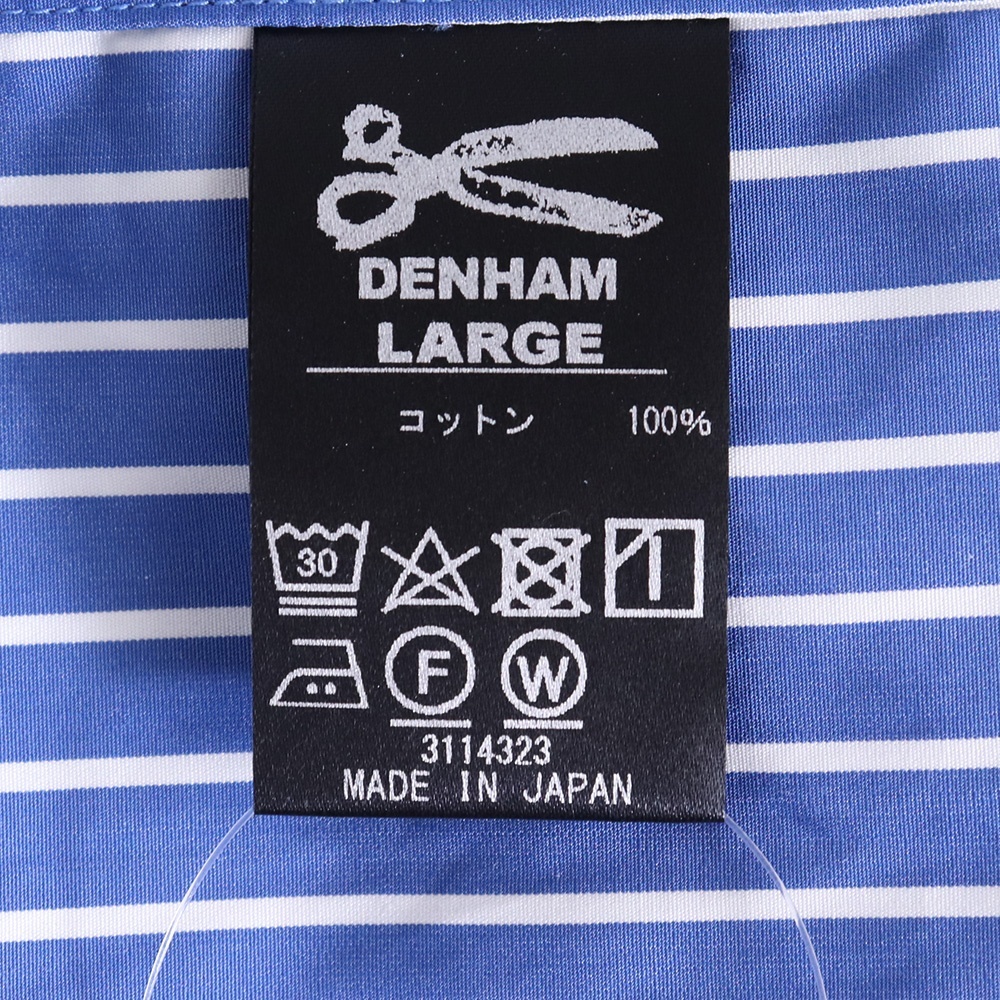 DENHAM
LARGE
コットン 100%
30
F W
3114323
MADE IN JAPAN